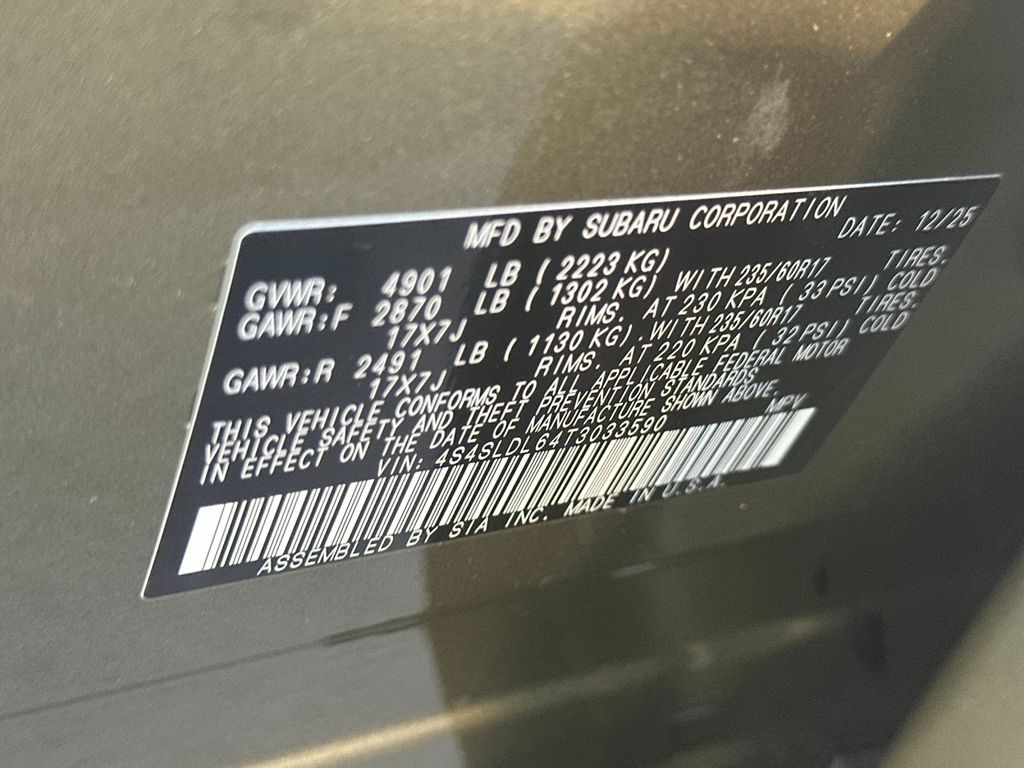 MFD BY SUBARU CORPORATION
DATE: 12/25
GVWR: 4901 LB ( 2223 KG)
GAWR:F 2870 LB ( 1302 KG) WITH 235/60R17 TIRES.
17X7J RIMS. AT 230 KPA ( 33 PSI) COLD
GAWR:R 2491 LB ( 1130 KG). WITH 235/60R17 TIRES.
17X7J RIMS. AT 220 KPA ( 32 PSI) COLD
THIS VEHICLE CONFORMS TO ALL APPLICABLE FEDERAL MOTOR
VEHICLE SAFETY AND THEFT PREVENTION STANDARDS
IN EFFECT ON THE DATE OF MANUFACTURE SHOWN ABOVE.
VIN: 4S4SLDL64T3033590 MPV
ASSEMBLED BY SIA INC. MADE IN U.S.A.